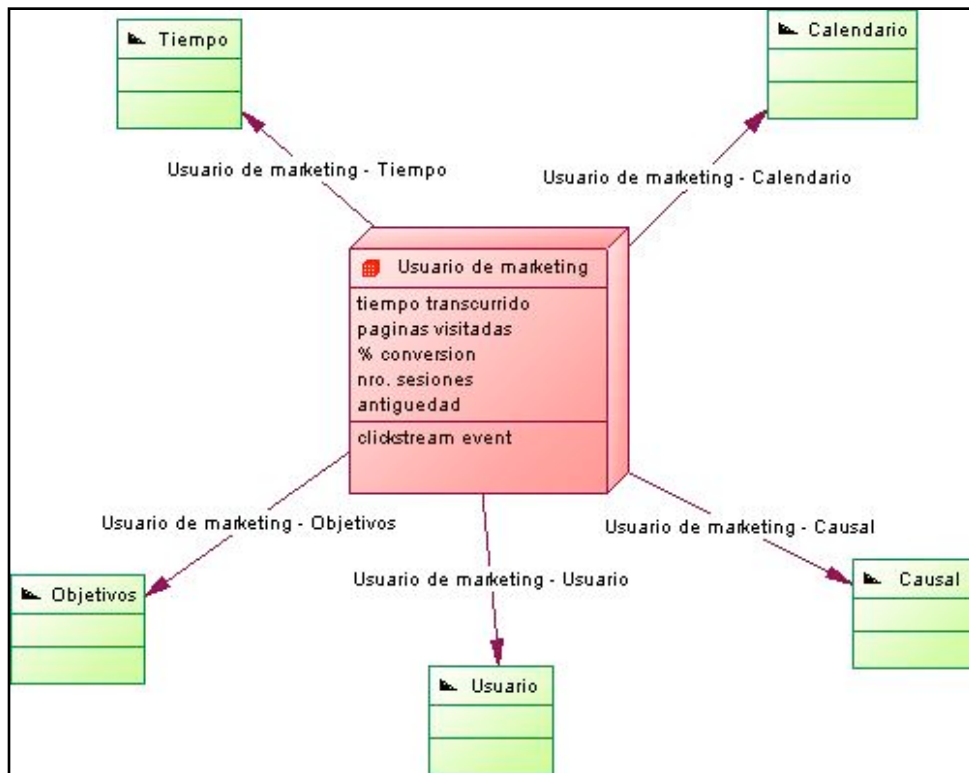 Tiempo
Calendario
Usuario de marketing - Tiempo
Usuario de marketing - Calendario
Usuario de marketing
tiempo transcurrido
paginas visitadas
% conversion
nro. sesiones
antiguedad
clickstream event
Usuario de marketing - Objetivos
Usuario de marketing - Causal
Usuario de marketing - Usuario
Objetivos
Causal
Usuario